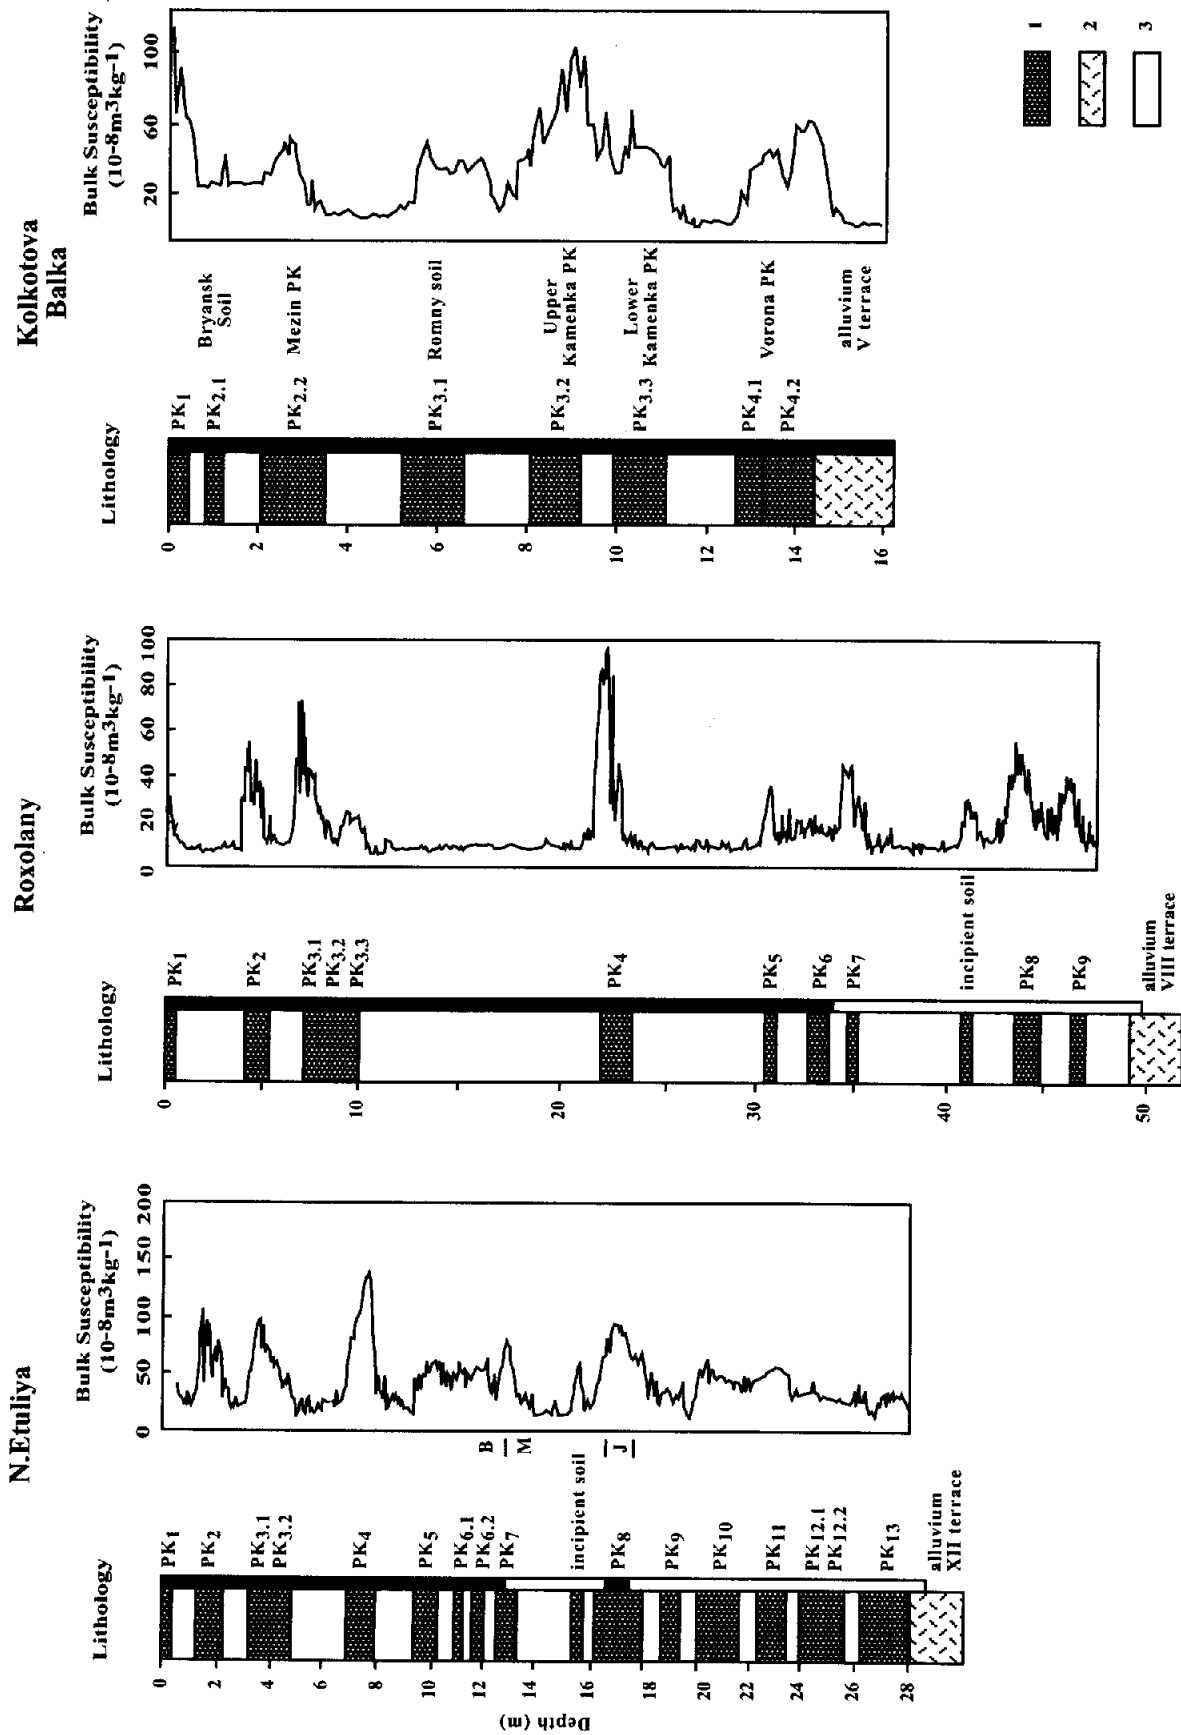 N.Etuliya
Lithology
Depth (m)
0
2
4
6
8
10
12
14
16
18
20
22
24
26
28
PK1
PK2
PK3.1
PK3.2
PK4
PK5
PK6.1
PK6.2
PK7
incipient soil
PK8
PK9
PK10
PK11
PK12.1
PK12.2
PK13
alluvium
XII terrace
B
M
J
Bulk Susceptibility
(10-8m3kg-1)
0
50
100
150
200
Roxolany
Lithology
0
10
20
30
40
50
PK1
PK2
PK3.1
PK3.2
PK3.3
PK4
PK5
PK6
PK7
incipient soil
PK8
PK9
alluvium
VIII terrace
Bulk Susceptibility
(10-8m3kg-1)
0
20
40
60
80
100
Kolkotova
Balka
Lithology
0
2
4
6
8
10
12
14
16
PK1
PK2.1
PK2.2
PK3.1
PK3.2
PK3.3
PK4.1
PK4.2
Bryansk
Soil
Mezin PK
Romny soil
Upper
Kamenka PK
Lower
Kamenka PK
Vorona PK
alluvium
V terrace
Bulk Susceptibility
(10-8m3kg-1)
20
60
100
1
2
3